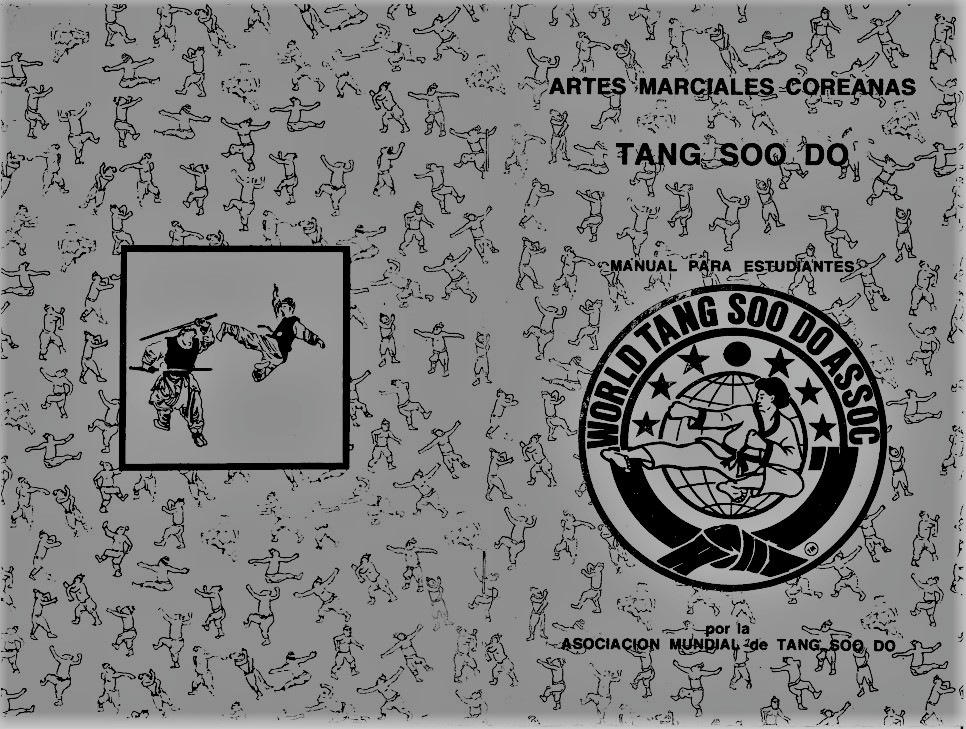 ARTES MARCIALES COREANAS
TANG SOO DO
MANUAL PARA ESTUDIANTES
WORLD TANG SOO DO ASSOC
TM
por la
ASOCIACION MUNDIAL de TANG SOO DO